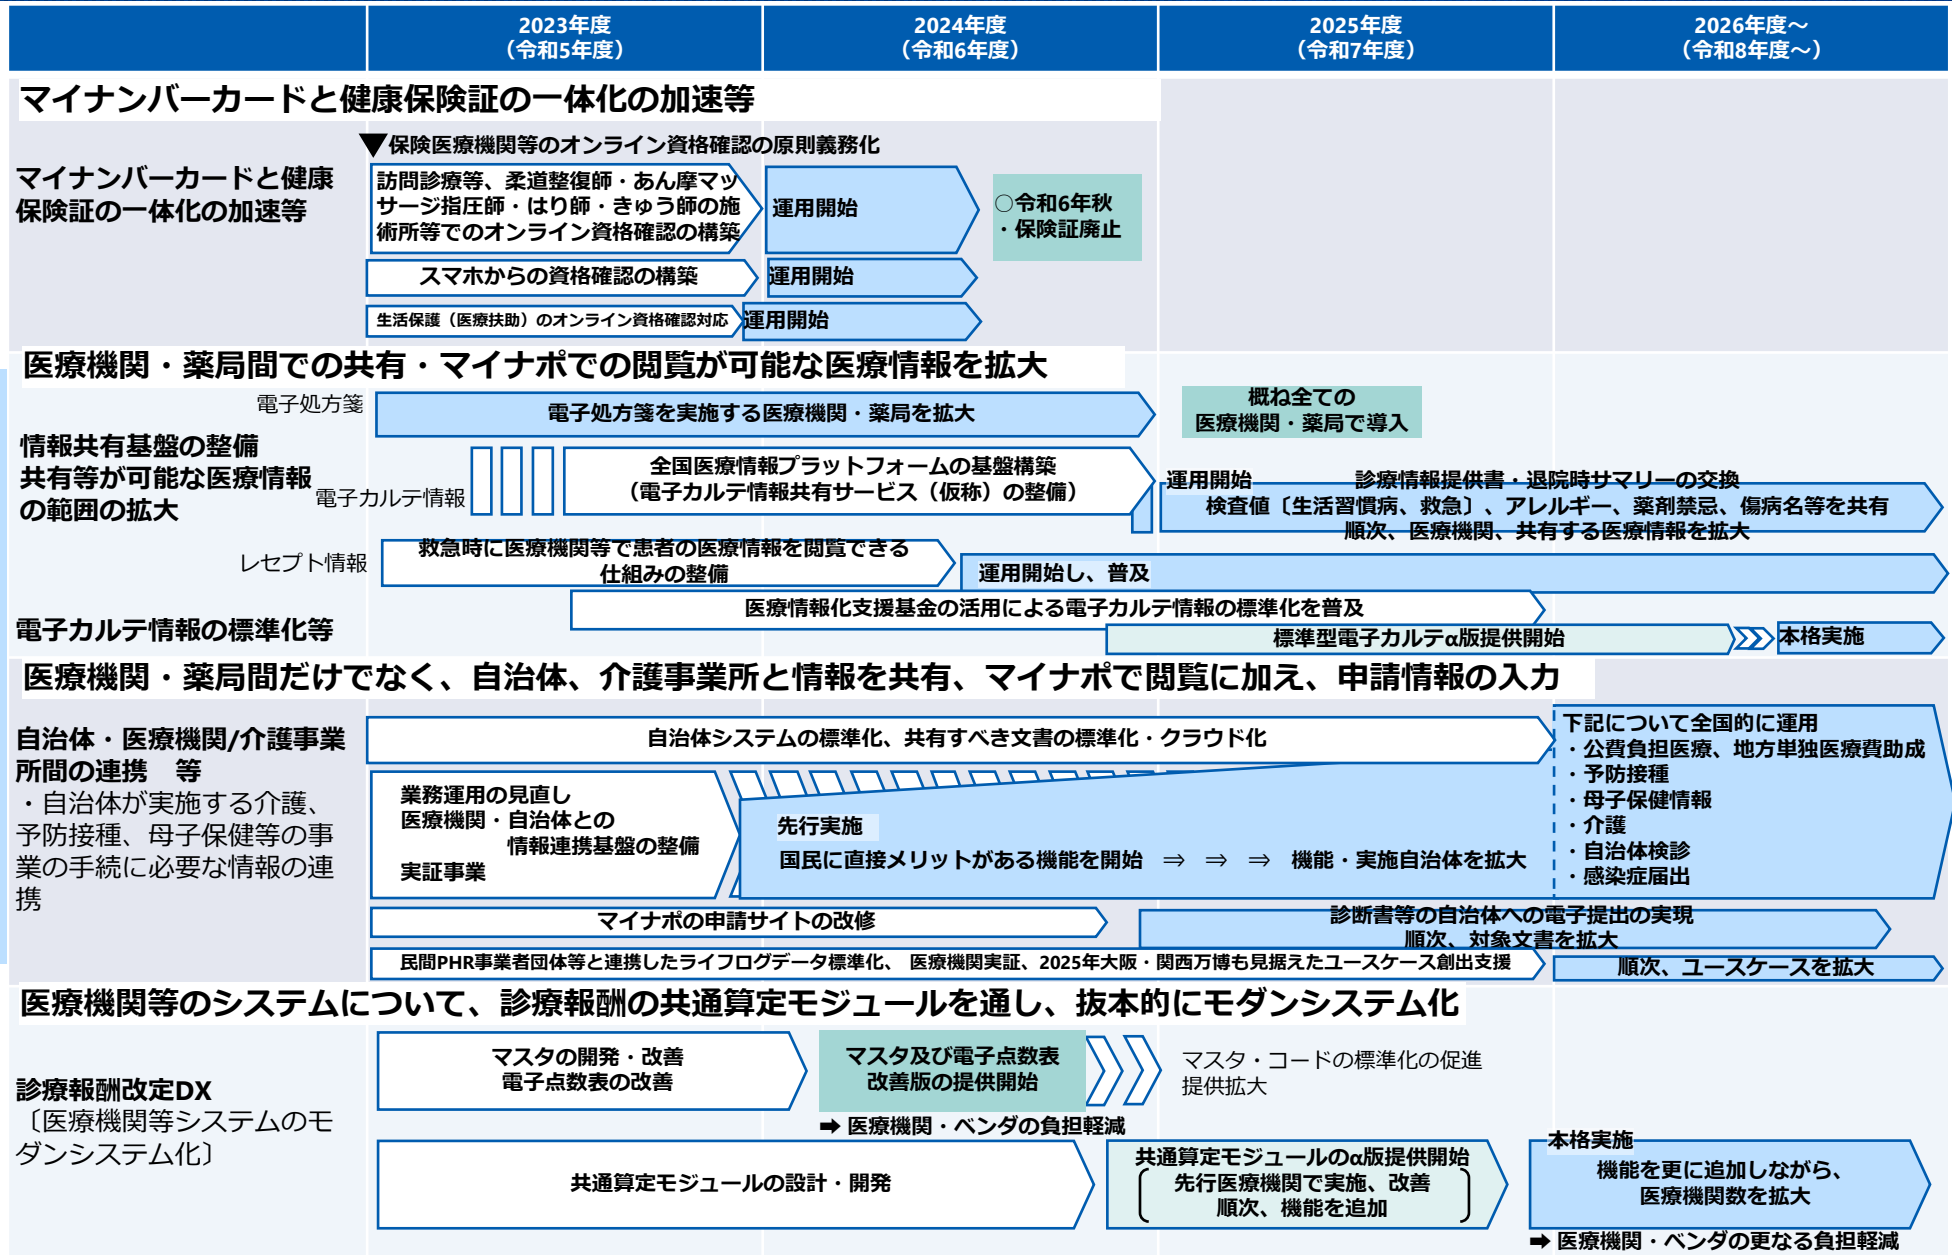 2023年度
（令和5年度）
2024年度
（令和6年度）
2025年度
（令和7年度）
2026年度～
（令和8年度～）
マイナンバーカードと健康保険証の一体化の加速等
▼保険医療機関等のオンライン資格確認の原則義務化
マイナンバーカードと健康
保険証の一体化の加速等
訪問診療等、柔道整復師・あん摩マッ
サージ指圧師・はり師・きゅう師の施
術所等でのオンライン資格確認の構築
運用開始
○令和6年秋
・保険証廃止
スマホからの資格確認の構築
運用開始
生活保護（医療扶助）のオンライン資格確認対応
運用開始
医療機関・薬局間での共有・マイナポでの閲覧が可能な医療情報を拡大
電子処方箋
電子処方箋を実施する医療機関・薬局を拡大
概ね全ての
医療機関・薬局で導入
情報共有基盤の整備
共有等が可能な医療情報
の範囲の拡大
電子カルテ情報
全国医療情報プラットフォームの基盤構築
（電子カルテ情報共有サービス（仮称）の整備）
運用開始
診療情報提供書・退院時サマリーの交換
検査値〔生活習慣病、救急〕、アレルギー、薬剤禁忌、傷病名等を共有
順次、医療機関、共有する医療情報を拡大
レセプト情報
救急時に医療機関等で患者の医療情報を閲覧できる
仕組みの整備
運用開始し、普及
電子カルテ情報の標準化等
医療情報化支援基金の活用による電子カルテ情報の標準化を普及
標準型電子カルテα版提供開始
本格実施
医療機関・薬局間だけでなく、自治体、介護事業所と情報を共有、マイナポで閲覧に加え、申請情報の入力
自治体・医療機関/介護事業
所間の連携　等
・自治体が実施する介護、
予防接種、母子保健等の事
業の手続に必要な情報の連
携
自治体システムの標準化、共有すべき文書の標準化・クラウド化
業務運用の見直し
医療機関・自治体との
情報連携基盤の整備
実証事業
先行実施
国民に直接メリットがある機能を開始　⇒　⇒　⇒　機能・実施自治体を拡大
下記について全国的に運用
・公費負担医療、地方単独医療費助成
・予防接種
・母子保健情報
・介護
・自治体検診
・感染症届出
マイナポの申請サイトの改修
診断書等の自治体への電子提出の実現
順次、対象文書を拡大
民間PHR事業者団体等と連携したライフログデータ標準化、 医療機関実証、2025年大阪・関西万博も見据えたユースケース創出支援
順次、ユースケースを拡大
医療機関等のシステムについて、診療報酬の共通算定モジュールを通し、抜本的にモダンシステム化
診療報酬改定DX
〔医療機関等システムのモ
ダンシステム化〕
マスタの開発・改善
電子点数表の改善
マスタ及び電子点数表
改善版の提供開始
マスタ・コードの標準化の促進
提供拡大
➡ 医療機関・ベンダの負担軽減
共通算定モジュールの設計・開発
共通算定モジュールのα版提供開始
先行医療機関で実施、改善
順次、機能を追加
本格実施
機能を更に追加しながら、
医療機関数を拡大
➡ 医療機関・ベンダの更なる負担軽減